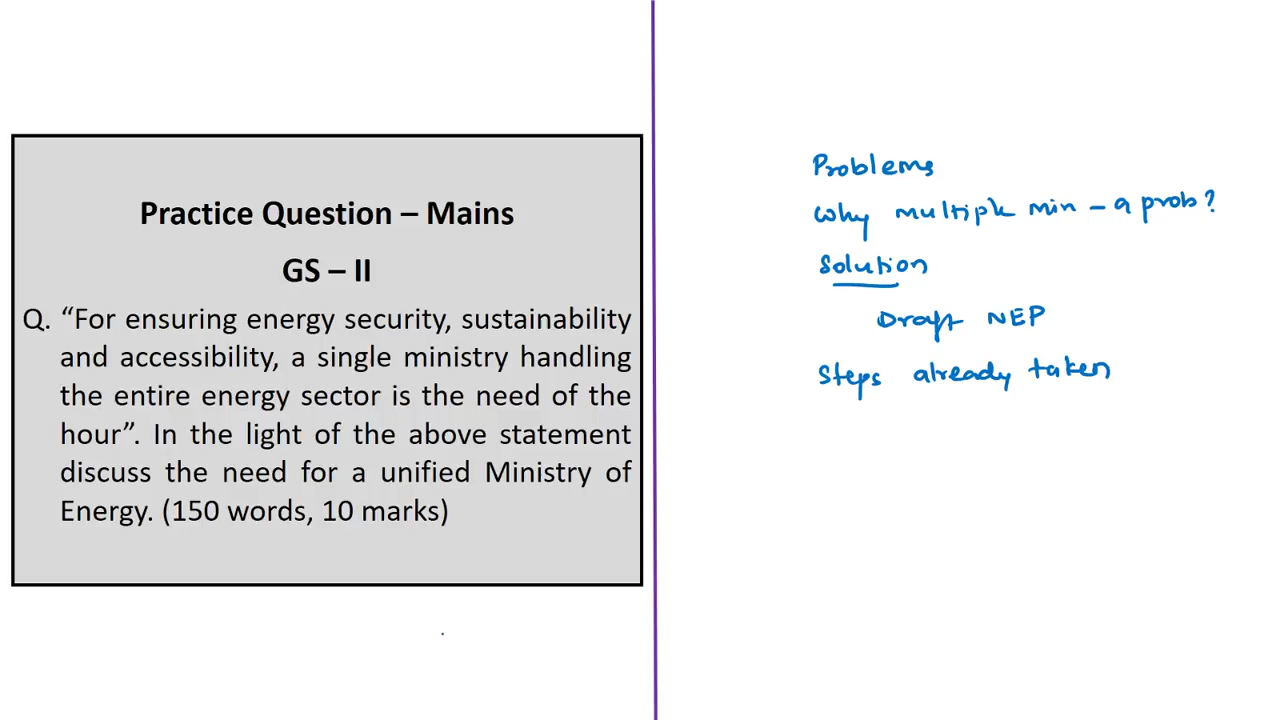 Practice Question – Mains
GS – II
Q. “For ensuring energy security, sustainability
and accessibility, a single ministry handling
the entire energy sector is the need of the
hour”. In the light of the above statement
discuss the need for a unified Ministry of
Energy. (150 words, 10 marks)
Problems
Why multiple min – a prob?
Solution
Draft NEP
Steps already taken